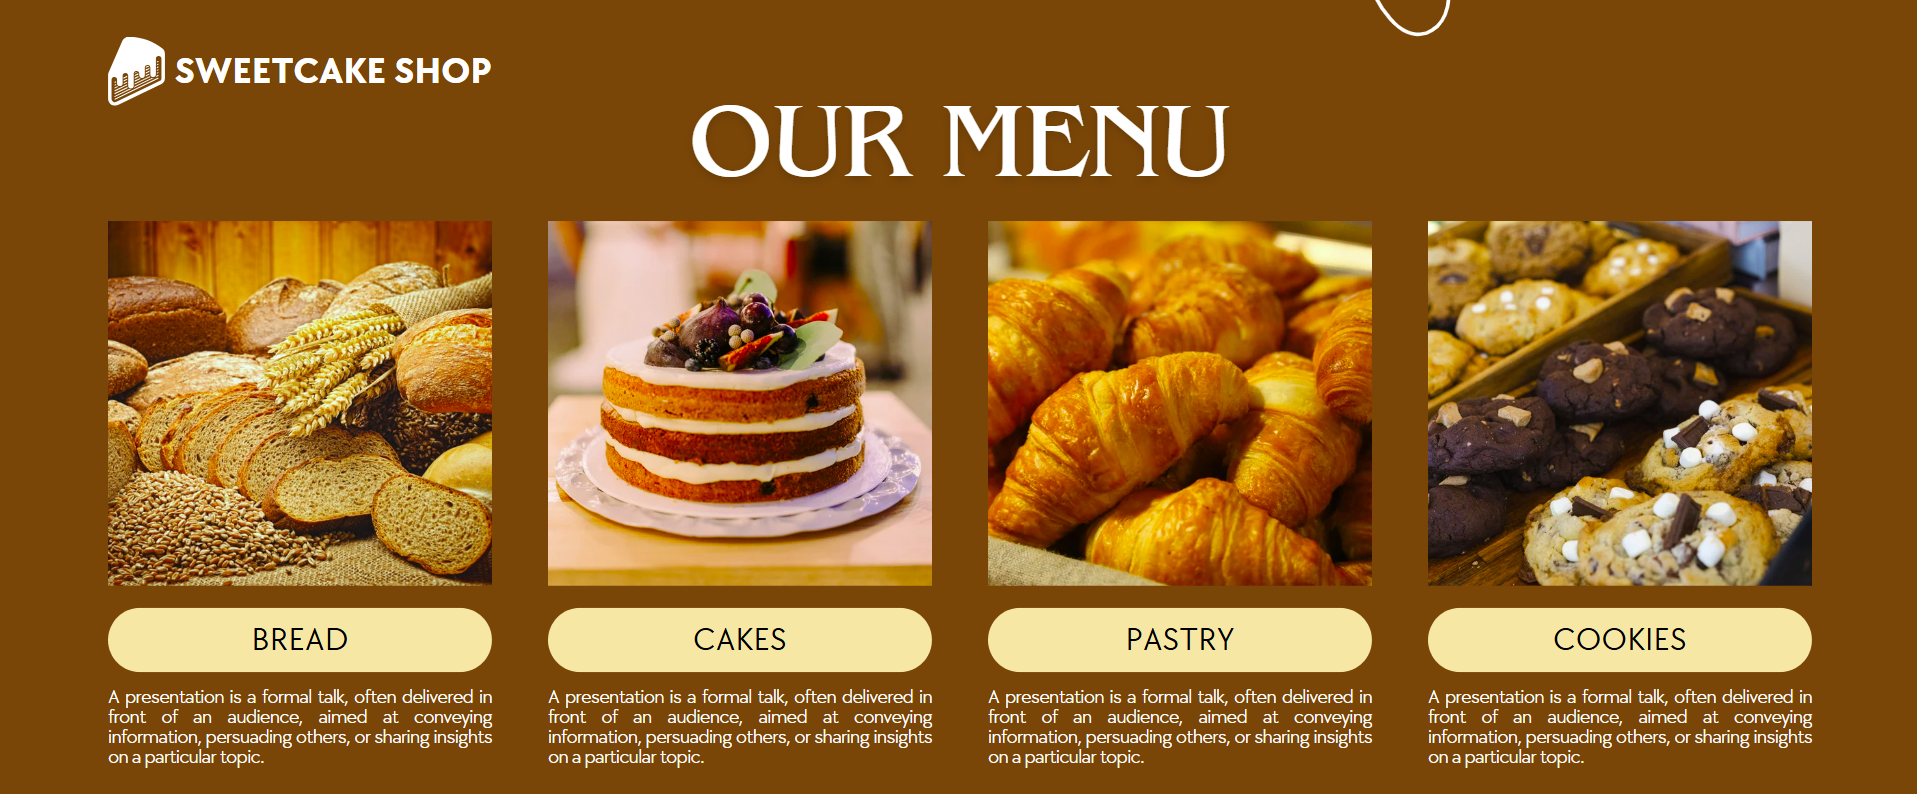 SWEETCAKE SHOP
OUR MENU
BREAD
A presentation is a formal talk, often delivered in
front of an audience, aimed at conveying
information, persuading others, or sharing insights
on a particular topic.
CAKES
A presentation is a formal talk, often delivered in
front of an audience, aimed at conveying
information, persuading others, or sharing insights
on a particular topic.
PASTRY
A presentation is a formal talk, often delivered in
front of an audience, aimed at conveying
information, persuading others, or sharing insights
on a particular topic.
COOKIES
A presentation is a formal talk, often delivered in
front of an audience, aimed at conveying
information, persuading others, or sharing insights
on a particular topic.